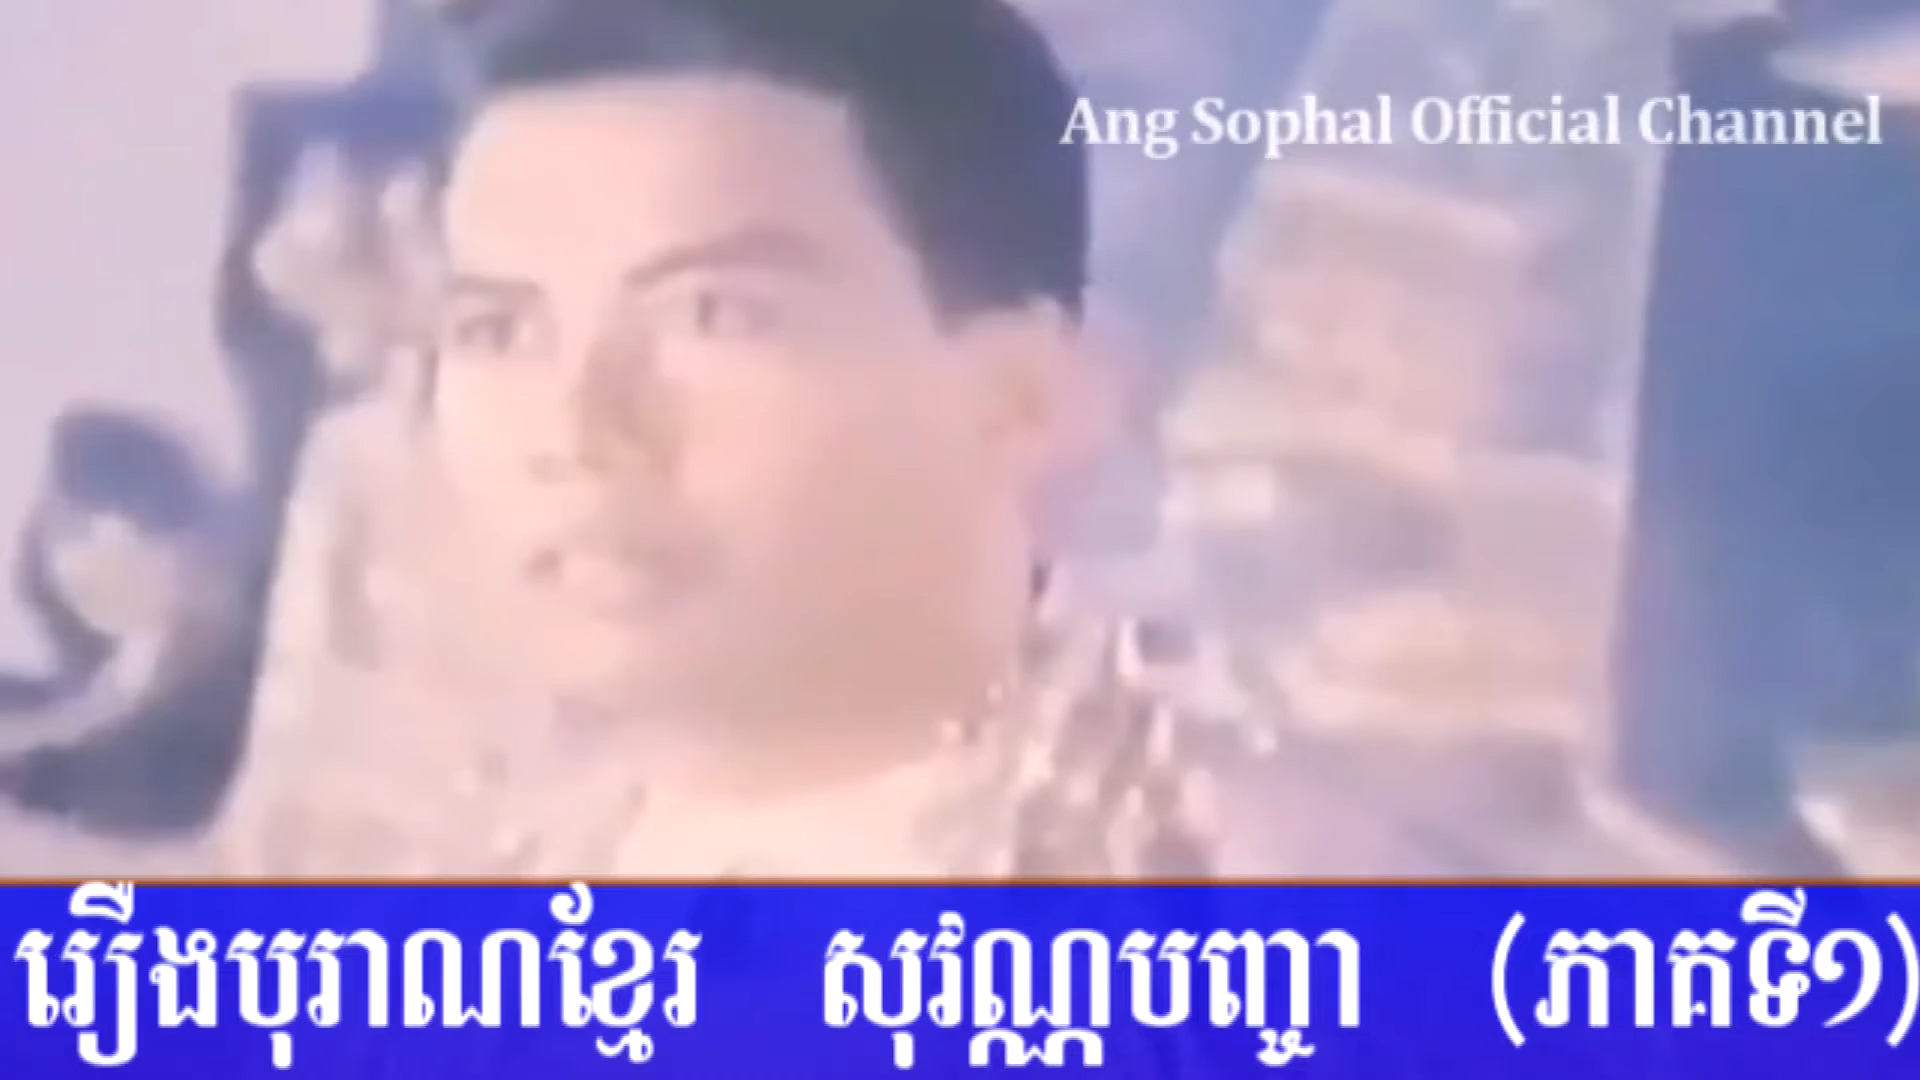 Ang Sophal Official Channel
រឿងបុរាណខ្មែរ សុវណ្ណបញ្ជា (ភាគទី១)